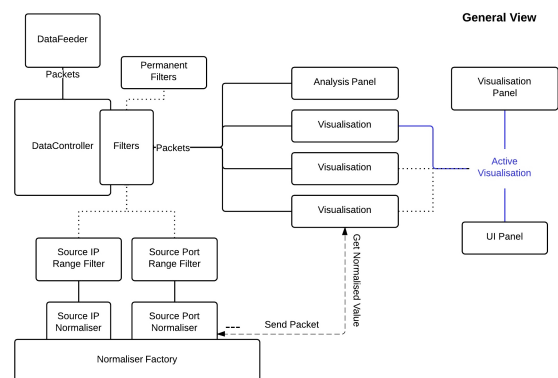 General View
DataFeeder
Packets
Permanent
Filters
Analysis Panel
Visualisation
Panel
DataController
Filters
Packets
Visualisation
Visualisation
Visualisation
Active
Visualisation
UI Panel
Source IP
Range Filter
Source Port
Range Filter
Get Normalised Value
Source IP
Normaliser
Source Port
Normaliser
Send Packet
Normaliser Factory